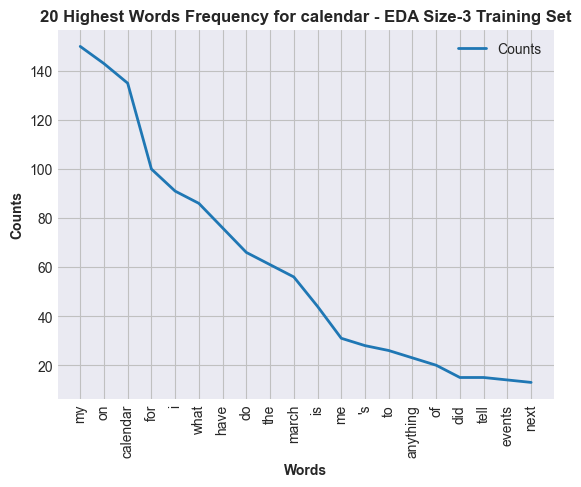 20 Highest Words Frequency for calendar - EDA Size-3 Training Set
Counts
140
120
100
80
60
40
20
Counts
my
on
calendar
for
i
what
have
do
the
march
is
me
's
to
anything
of
did
tell
events
next
Words